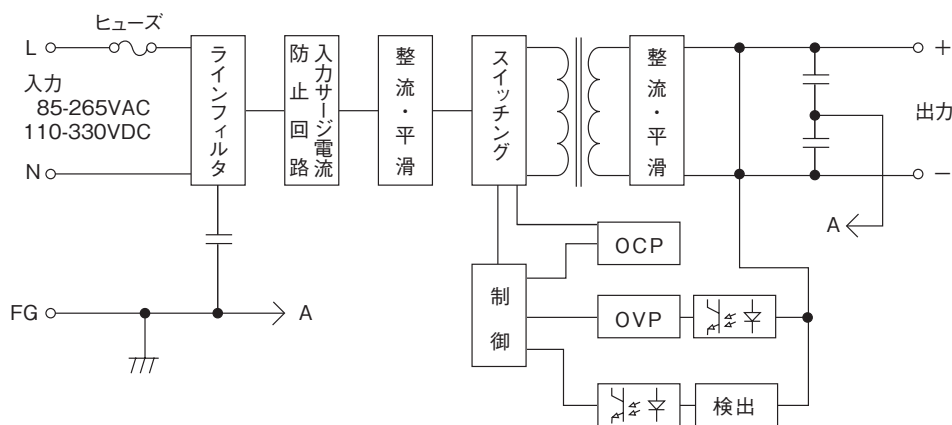 ヒューズ
L
入力
85-265VAC
110-330VDC
N
FG
ラインフィルタ
入力サージ電流
防止回路
整流・平滑
スイッチング
整流・平滑
+
出力
−
A
A
OCP
制御
OVP
検出